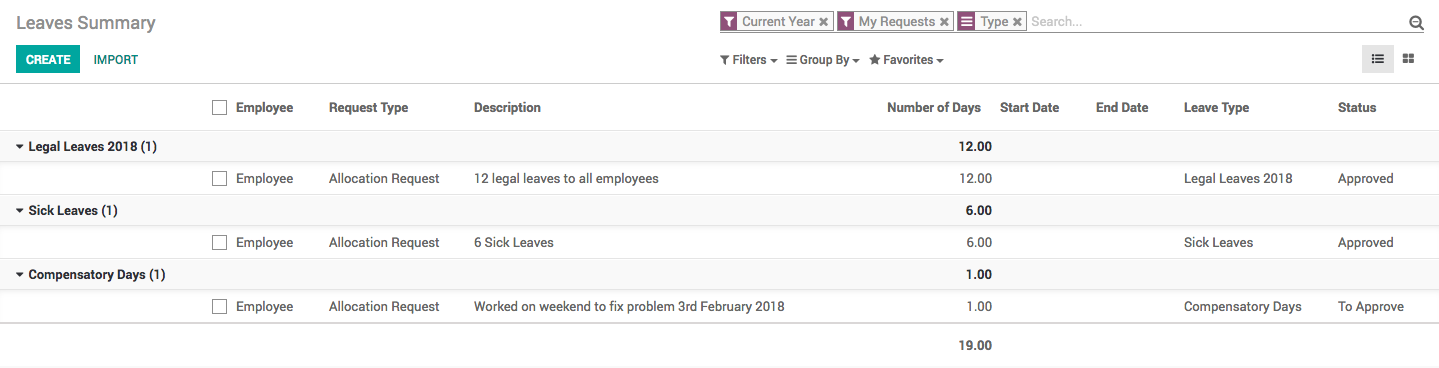 Leaves Summary
Current Year My Requests Type Search...
CREATE IMPORT Filters Group By Favorites
Employee Request Type Description Number of Days Start Date End Date Leave Type Status
Legal Leaves 2018 (1) 12.00
Employee Allocation Request 12 legal leaves to all employees 12.00 Legal Leaves 2018 Approved
Sick Leaves (1) 6.00
Employee Allocation Request 6 Sick Leaves 6.00 Sick Leaves Approved
Compensatory Days (1) 1.00
Employee Allocation Request Worked on weekend to fix problem 3rd February 2018 1.00 Compensatory Days To Approve
19.00